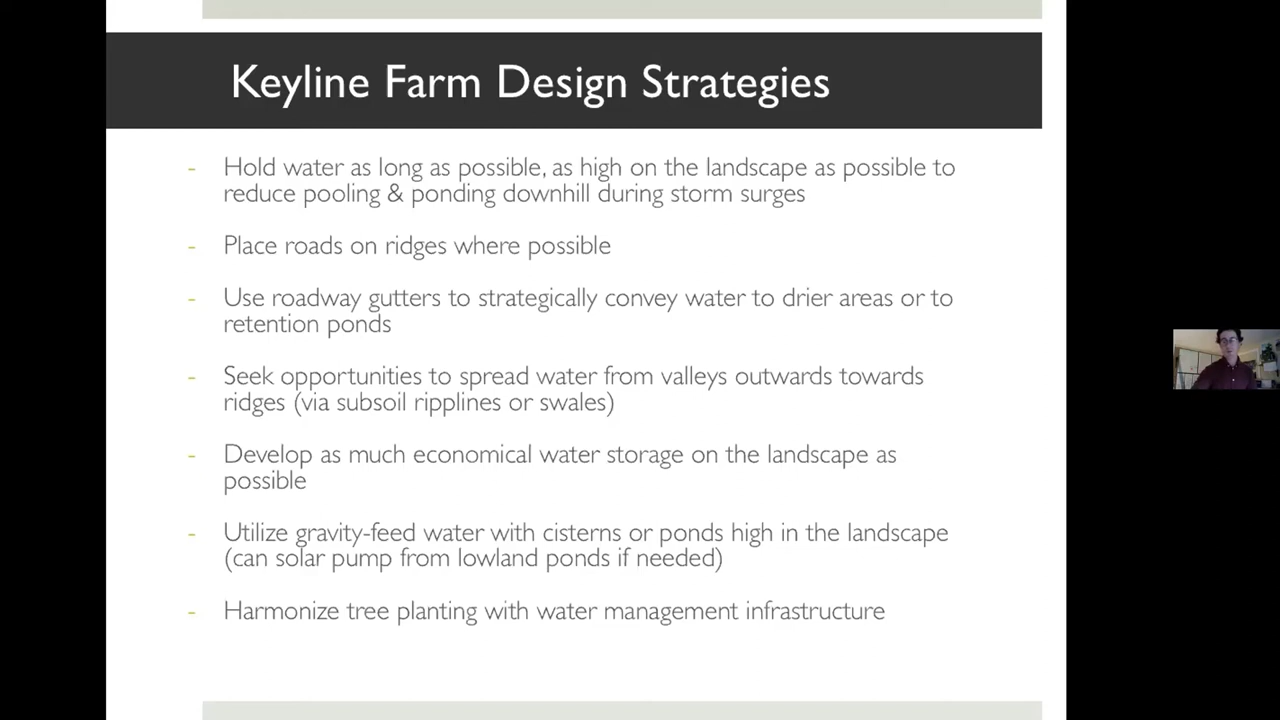 Keyline Farm Design Strategies
- Hold water as long as possible, as high on the landscape as possible to
reduce pooling & ponding downhill during storm surges
- Place roads on ridges where possible
- Use roadway gutters to strategically convey water to drier areas or to
retention ponds
- Seek opportunities to spread water from valleys outwards towards
ridges (via subsoil ripplines or swales)
- Develop as much economical water storage on the landscape as
possible
- Utilize gravity-feed water with cisterns or ponds high in the landscape
(can solar pump from lowland ponds if needed)
- Harmonize tree planting with water management infrastructure